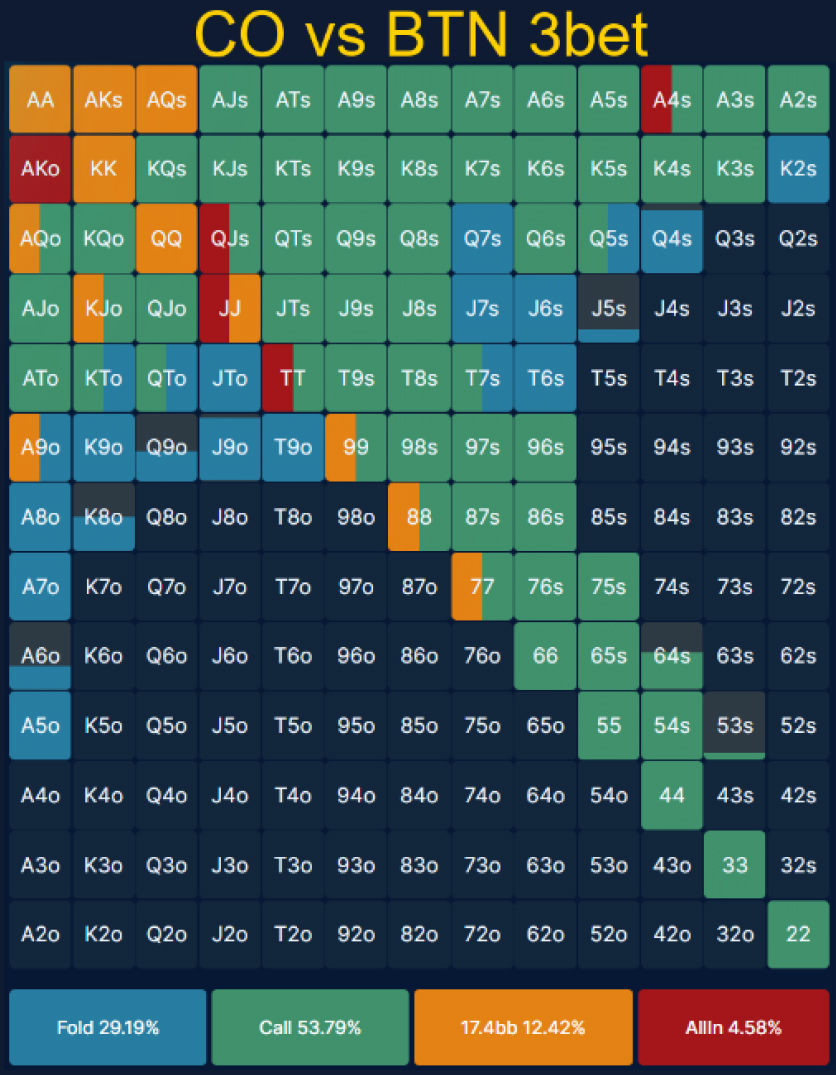 CO vs BTN 3bet
AA AKs AQs AJs ATs A9s A8s A7s A6s A5s A4s A3s A2s
AKo KK KQs KJs KTs K9s K8s K7s K6s K5s K4s K3s K2s
AQo KQo QQ QJs QTs Q9s Q8s Q7s Q6s Q5s Q4s Q3s Q2s
AJo KJo QJo JJ JTs J9s J8s J7s J6s J5s J4s J3s J2s
ATo KTo QTo JTo TT T9s T8s T7s T6s T5s T4s T3s T2s
A9o K9o Q9o J9o T9o 99 98s 97s 96s 95s 94s 93s 92s
A8o K8o Q8o J8o T8o 98o 88 87s 86s 85s 84s 83s 82s
A7o K7o Q7o J7o T7o 97o 87o 77 76s 75s 74s 73s 72s
A6o K6o Q6o J6o T6o 96o 86o 76o 66 65s 64s 63s 62s
A5o K5o Q5o J5o T5o 95o 85o 75o 65o 55 54s 53s 52s
A4o K4o Q4o J4o T4o 94o 84o 74o 64o 54o 44 43s 42s
A3o K3o Q3o J3o T3o 93o 83o 73o 63o 53o 43o 33 32s
A2o K2o Q2o J2o T2o 92o 82o 72o 62o 52o 42o 32o 22
Fold 29.19% Call 53.79% 17.4bb 12.42% AllIn 4.58%